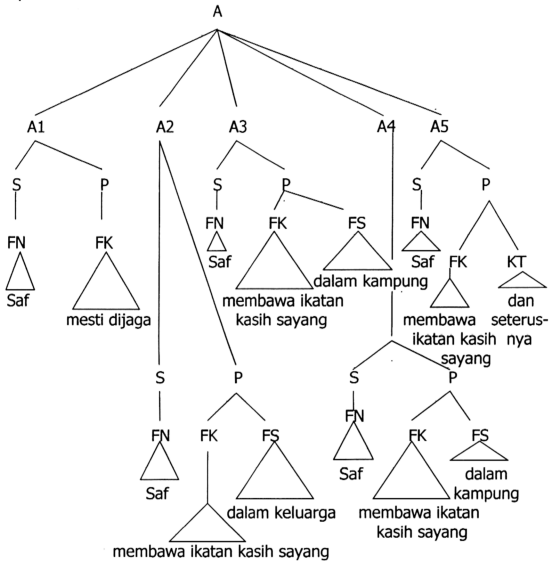 A
A1 A2 A3 A4 A5
S P S P S P
FN FK FN FK FS FN FK KT
Saf mesti dijaga Saf membawa ikatan kasih sayang dalam kampung Saf membawa ikatan kasih sayang dan seterus-nya
S P S P
FN FK FS FN FK FS
Saf membawa ikatan kasih sayang dalam keluarga Saf membawa ikatan kasih sayang dalam kampung